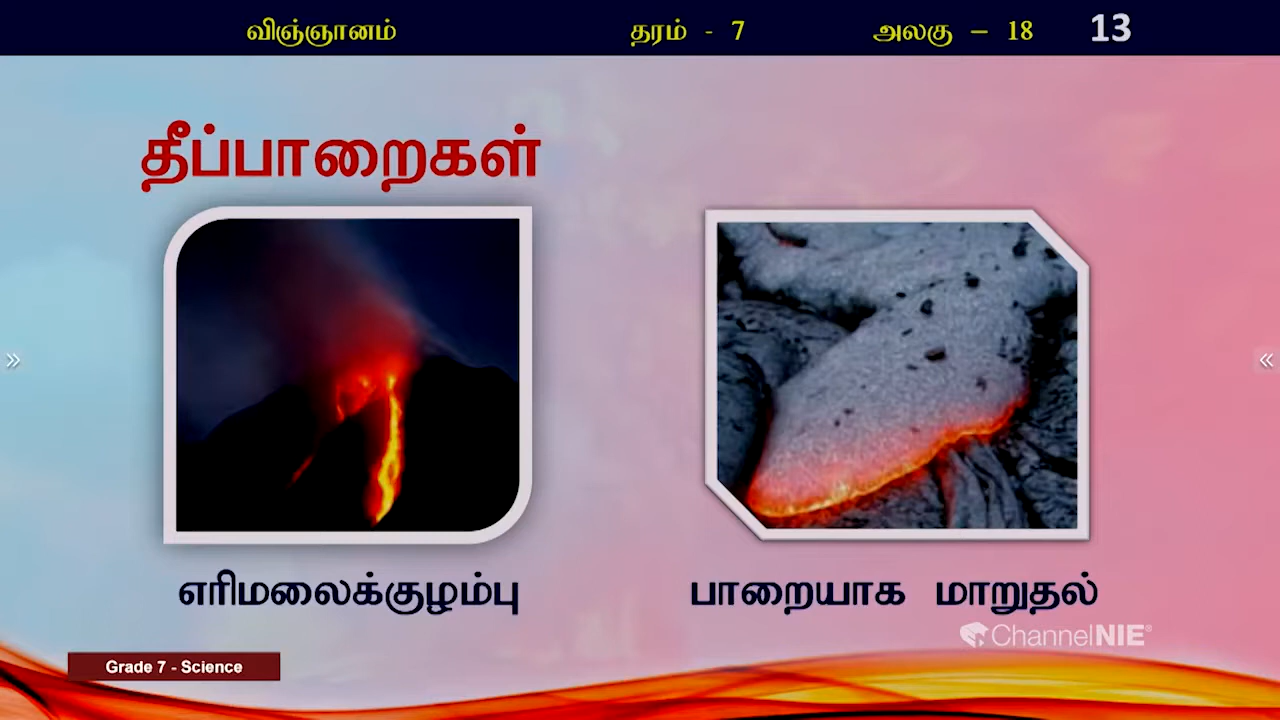 விஞ்ஞானம் தரம் - 7 அலகு – 18 13
தீப்பாறைகள்
எரிமலைக்குழம்பு பாறையாக மாறுதல்
ChannelNIE®
Grade 7 - Science